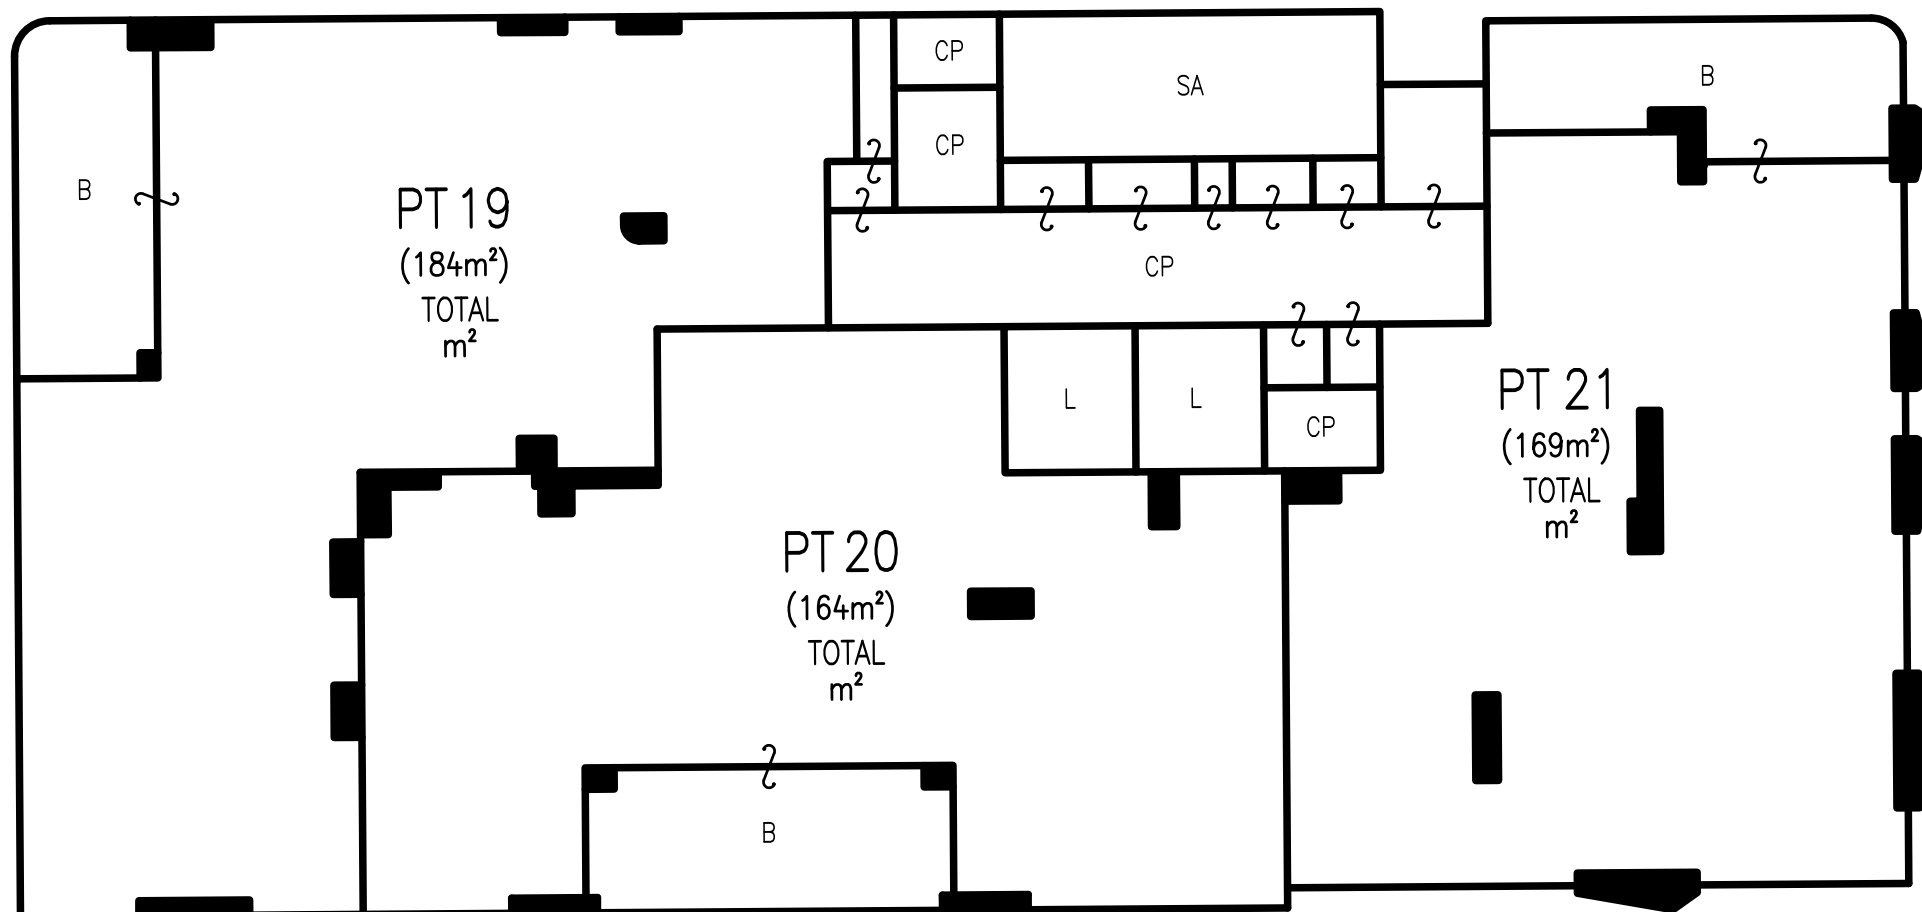 CP
SA
B
CP
B
PT 19
(184m²)
TOTAL
m²
CP
L
L
CP
PT 21
(169m²)
TOTAL
m²
PT 20
(164m²)
TOTAL
m²
B